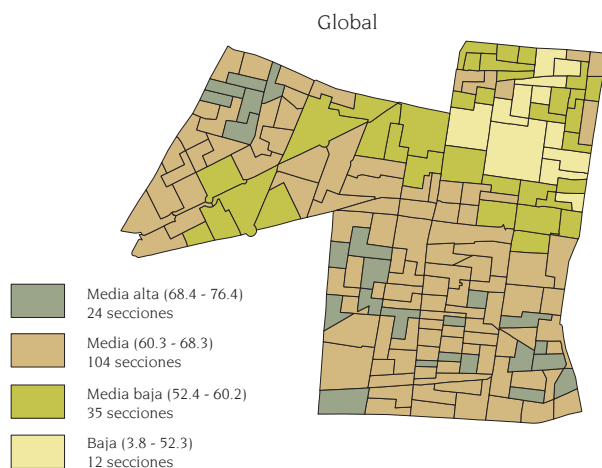 Global
Media alta (68.4 - 76.4)
24 secciones
Media (60.3 - 68.3)
104 secciones
Media baja (52.4 - 60.2)
35 secciones
Baja (3.8 - 52.3)
12 secciones